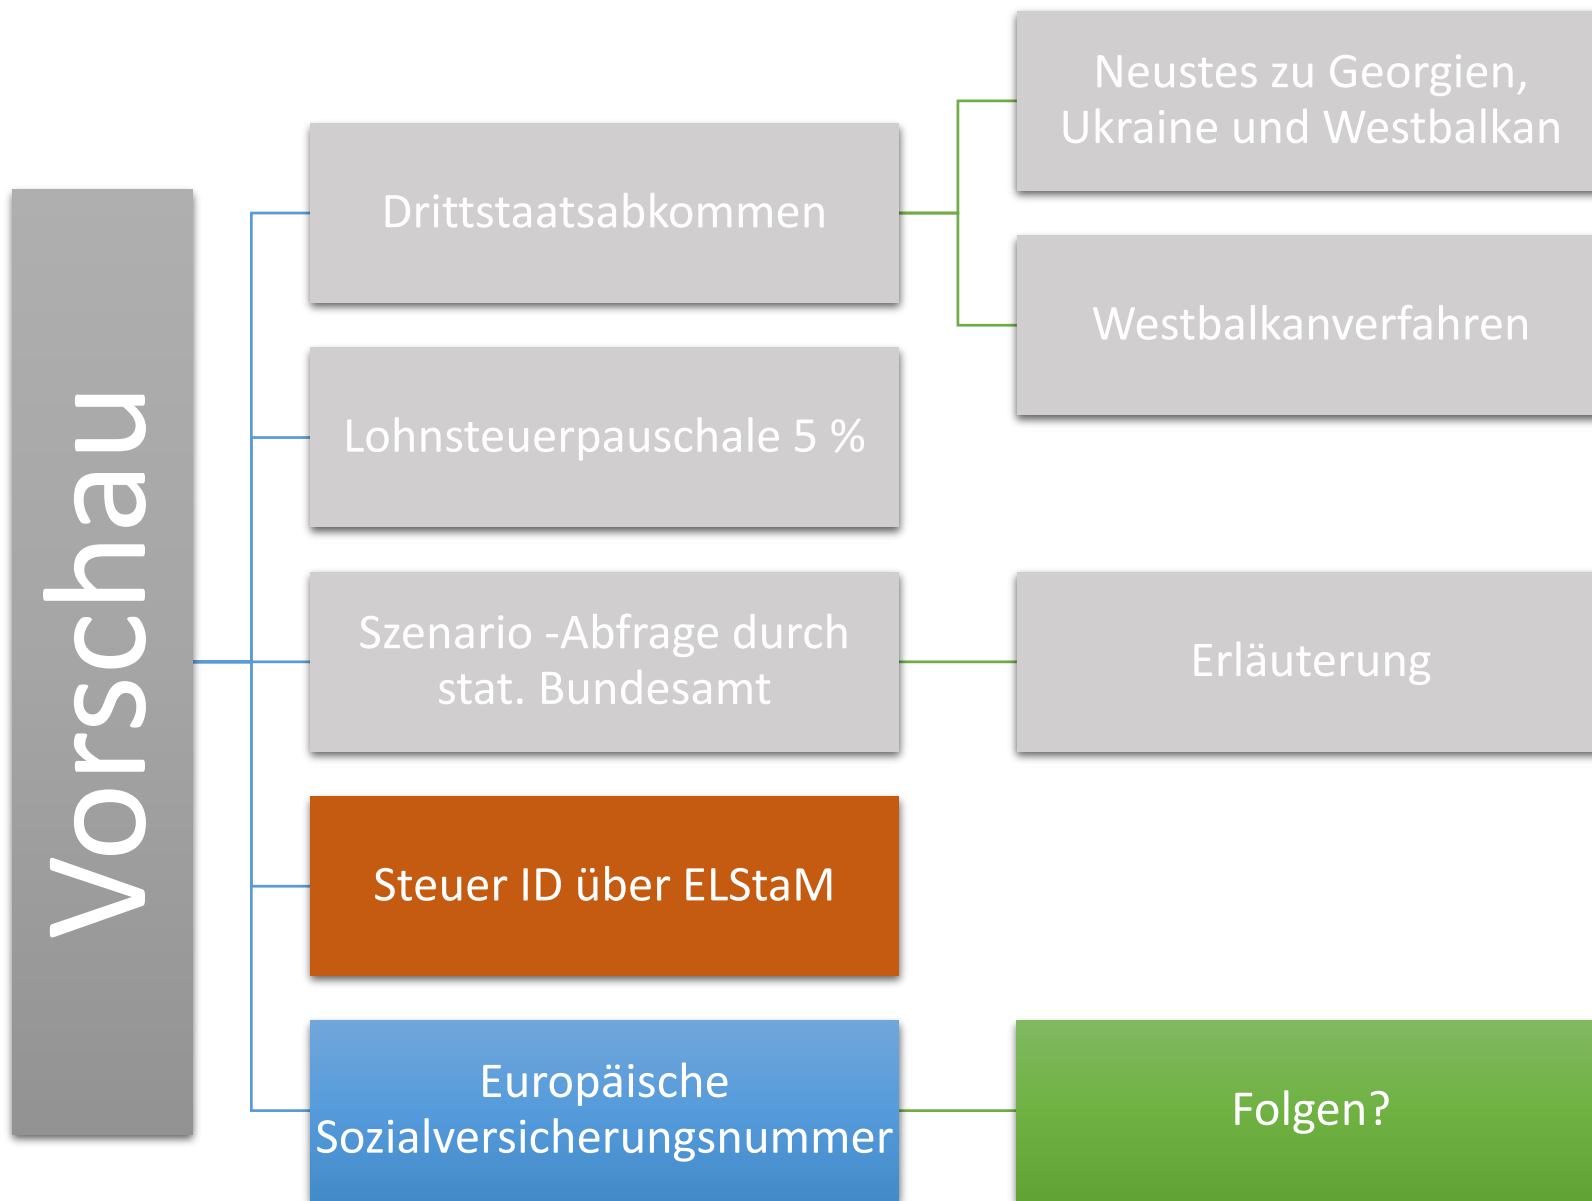 Vorschau
Drittstaatsabkommen
Neustes zu Georgien,
Ukraine und Westbalkan
Westbalkanverfahren
Lohnsteuerpauschale 5 %
Szenario -Abfrage durch
stat. Bundesamt
Erläuterung
Steuer ID über ELStaM
Europäische
Sozialversicherungsnummer
Folgen?